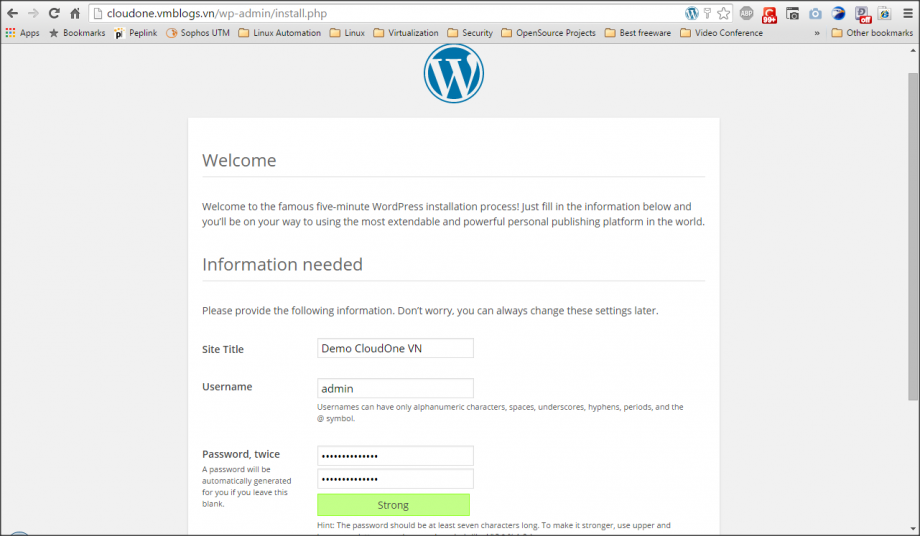 cloudone.vmblogs.vn/wp-admin/install.php
ABP
99+
off
Apps Bookmarks Peplink Sophos UTM Linux Automation Linux Virtualization Security OpenSource Projects Best freeware Video Conference » Other bookmarks
W
Welcome
Welcome to the famous five-minute WordPress installation process! Just fill in the information below and
you’ll be on your way to using the most extendable and powerful personal publishing platform in the world.
Information needed
Please provide the following information. Don’t worry, you can always change these settings later.
Site Title
Demo CloudOne VN
Username
admin
Usernames can have only alphanumeric characters, spaces, underscores, hyphens, periods, and the
@ symbol.
Password, twice
A password will be
automatically generated
for you if you leave this
blank.
••••••••••••••
••••••••••••••
Strong
Hint: The password should be at least seven characters long. To make it stronger, use upper and